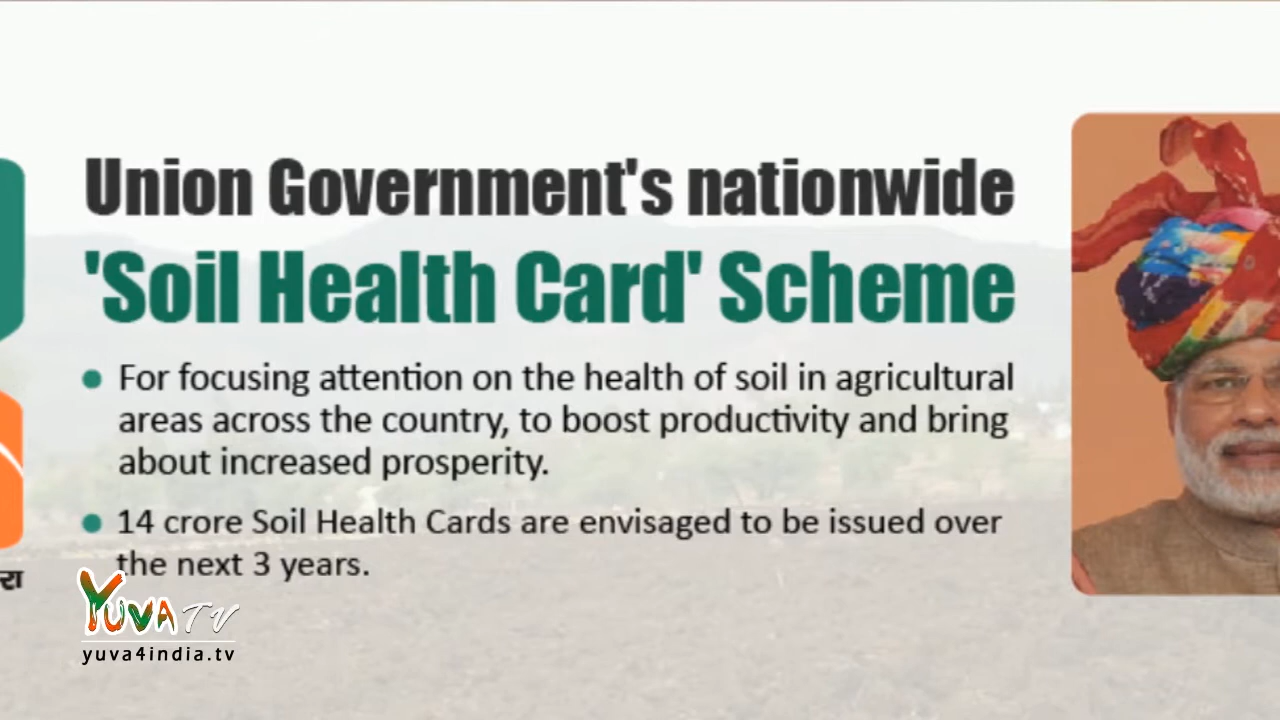 Union Government's nationwide
'Soil Health Card' Scheme
For focusing attention on the health of soil in agricultural
areas across the country, to boost productivity and bring
about increased prosperity.
14 crore Soil Health Cards are envisaged to be issued over
the next 3 years.
रा
YUVA TV
yuva4india.tv